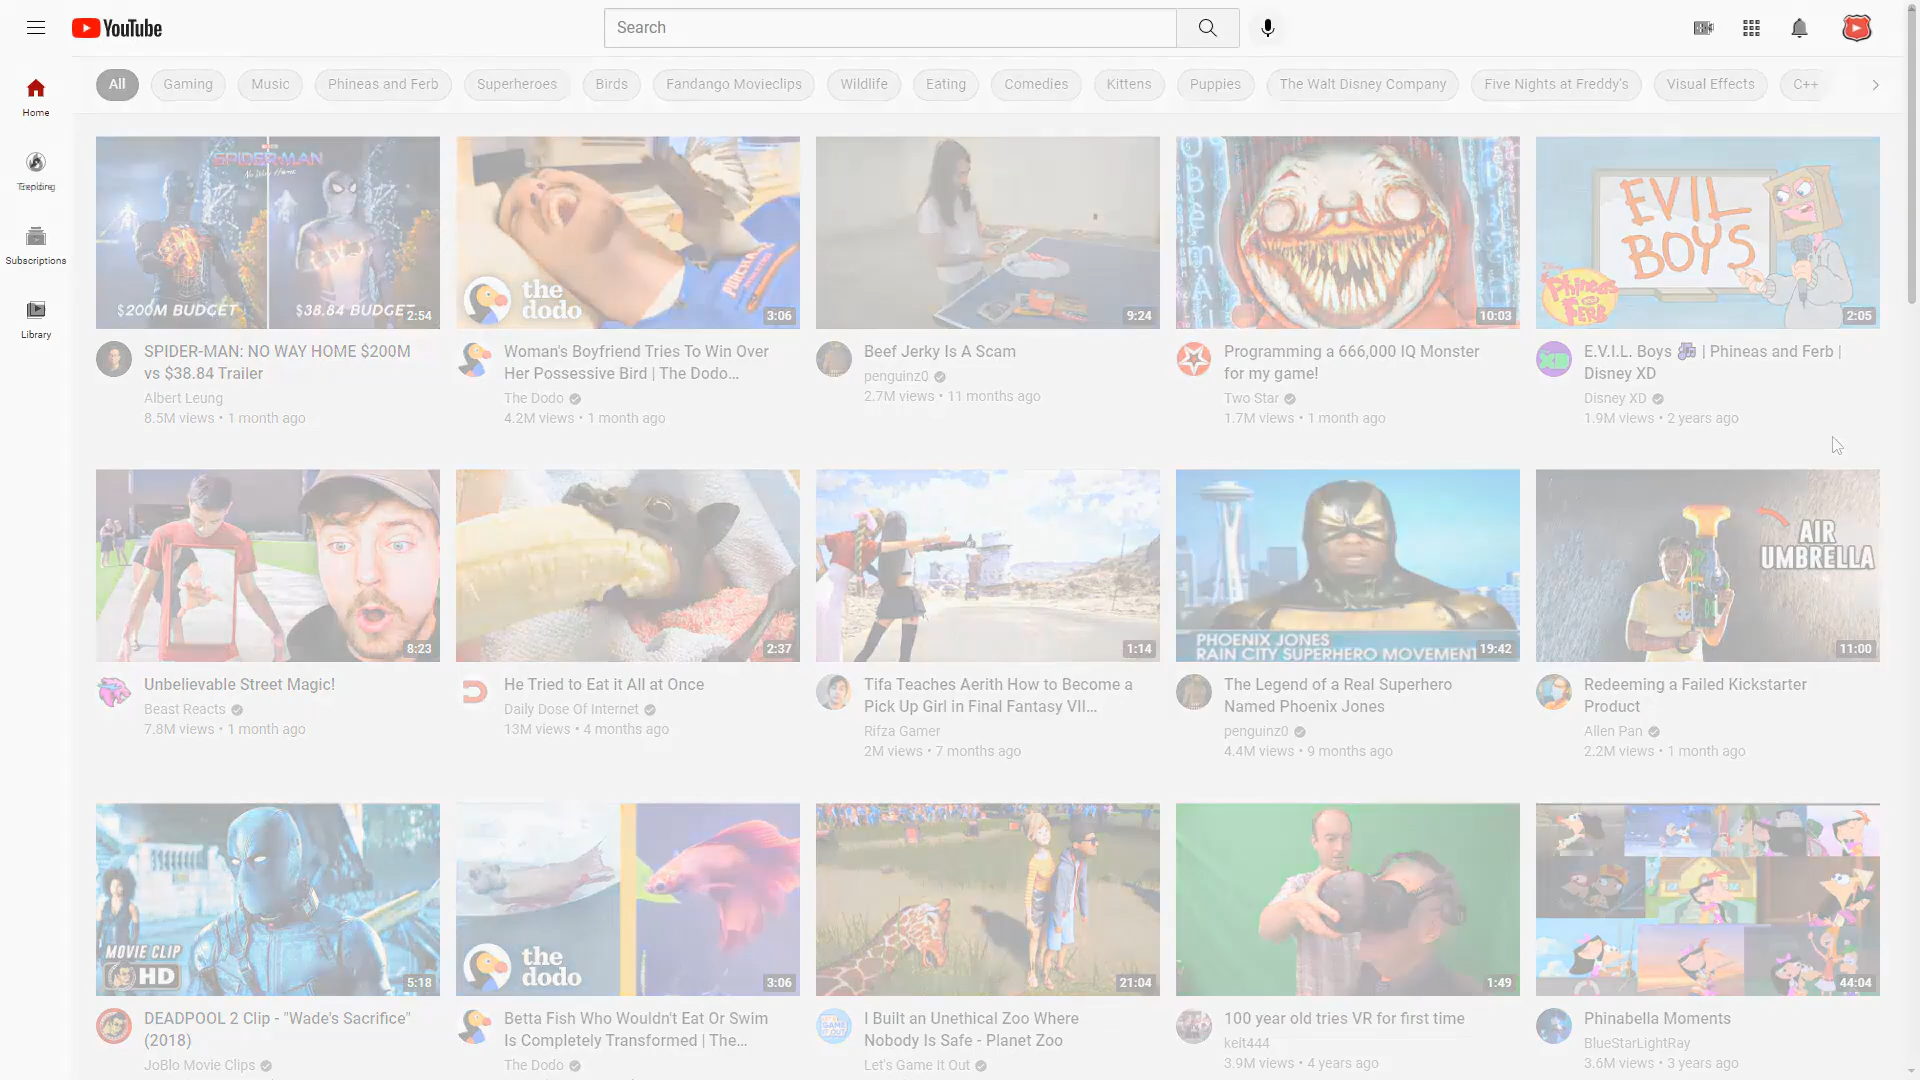 YouTube
Search
All
Gaming
Music
Phineas and Ferb
Superheroes
Birds
Fandango Movieclips
Wildlife
Eating
Comedies
Kittens
Puppies
The Walt Disney Company
Five Nights at Freddy's
Visual Effects
C++
Home
Subscriptions
Library
SPIDER-MAN
No Way Home
$200M BUDGET
$38.84 BUDGE
2:54
the
dodo
3:06
9:24
10:03
EVIL
BOYS
Phineas
FERB
2:05
SPIDER-MAN: NO WAY HOME $200M
vs $38.84 Trailer
Albert Leung
8.5M views • 1 month ago
Woman's Boyfriend Tries To Win Over
Her Possessive Bird | The Dodo...
The Dodo
4.2M views • 1 month ago
Beef Jerky Is A Scam
penguinz0
2.7M views • 11 months ago
Programming a 666,000 IQ Monster
for my game!
Two Star
1.7M views • 1 month ago
E.V.I.L. Boys 🎼 | Phineas and Ferb |
Disney XD
Disney XD
1.9M views • 2 years ago
8:23
2:37
1:14
PHOENIX JONES
RAIN CITY SUPERHERO MOVEMENT
19:42
AIR
UMBRELLA
11:00
Unbelievable Street Magic!
Beast Reacts
7.8M views • 1 month ago
He Tried to Eat it All at Once
Daily Dose Of Internet
13M views • 4 months ago
Tifa Teaches Aerith How to Become a
Pick Up Girl in Final Fantasy VII...
Rifza Gamer
2M views • 7 months ago
The Legend of a Real Superhero
Named Phoenix Jones
penguinz0
4.4M views • 9 months ago
Redeeming a Failed Kickstarter
Product
Allen Pan
2.2M views • 1 month ago
MOVIE CLIP
HD
5:18
the
dodo
3:06
21:04
1:49
44:04
DEADPOOL 2 Clip - "Wade's Sacrifice"
(2018)
JoBlo Movie Clips
Betta Fish Who Wouldn't Eat Or Swim
Is Completely Transformed | The...
The Dodo
I Built an Unethical Zoo Where
Nobody Is Safe - Planet Zoo
Let's Game It Out
100 year old tries VR for first time
kelt444
3.9M views • 4 years ago
Phinabella Moments
BlueStarLightRay
3.6M views • 3 years ago